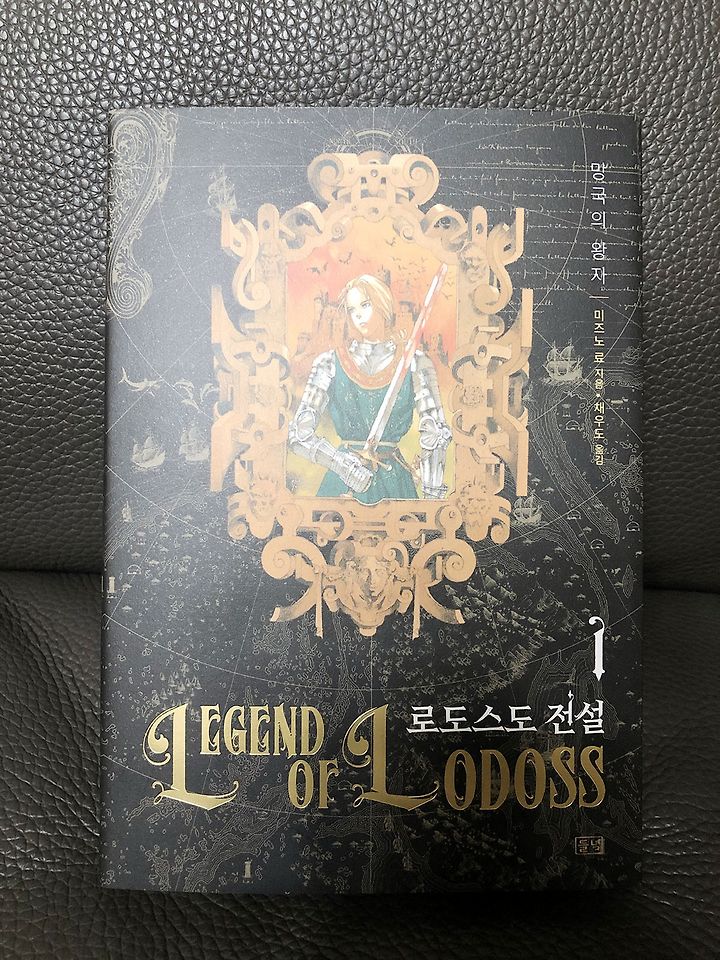 망국의 왕자
미즈노 료 지음 · 채우도 옮김
1
로도스도 전설
LEGEND
OF LODOSS
들녘